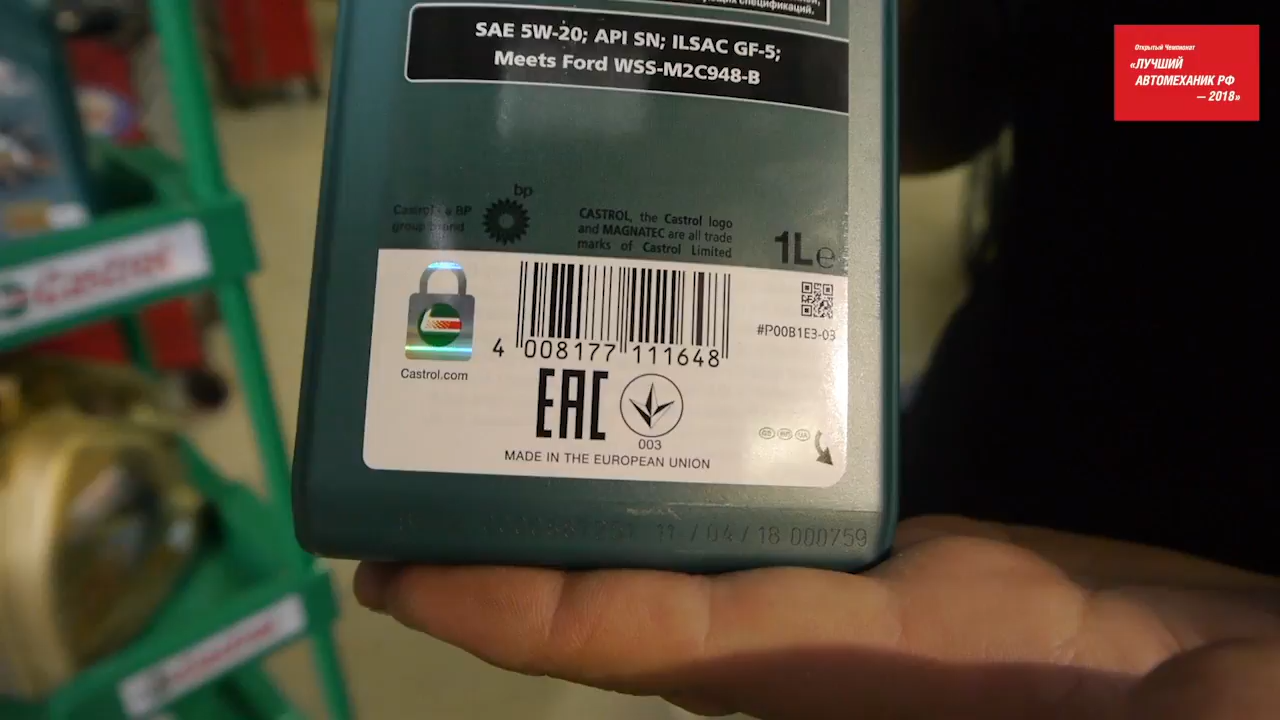 спецификаций.
SAE 5W-20; API SN; ILSAC GF-5;
Meets Ford WSS-M2C948-B
Открытый Чемпионат
«ЛУЧШИЙ
АВТОМЕХАНИК РФ
— 2018»
bp
Castrol a BP
group brand
CASTROL, the Castrol logo
and MAGNATEC are all trade
marks of Castrol Limited
1L e
Castrol
#P00B1E3-03
4 008177 111648
Castrol.com
EAC
003
MADE IN THE EUROPEAN UNION
11 / 04 / 18 000759